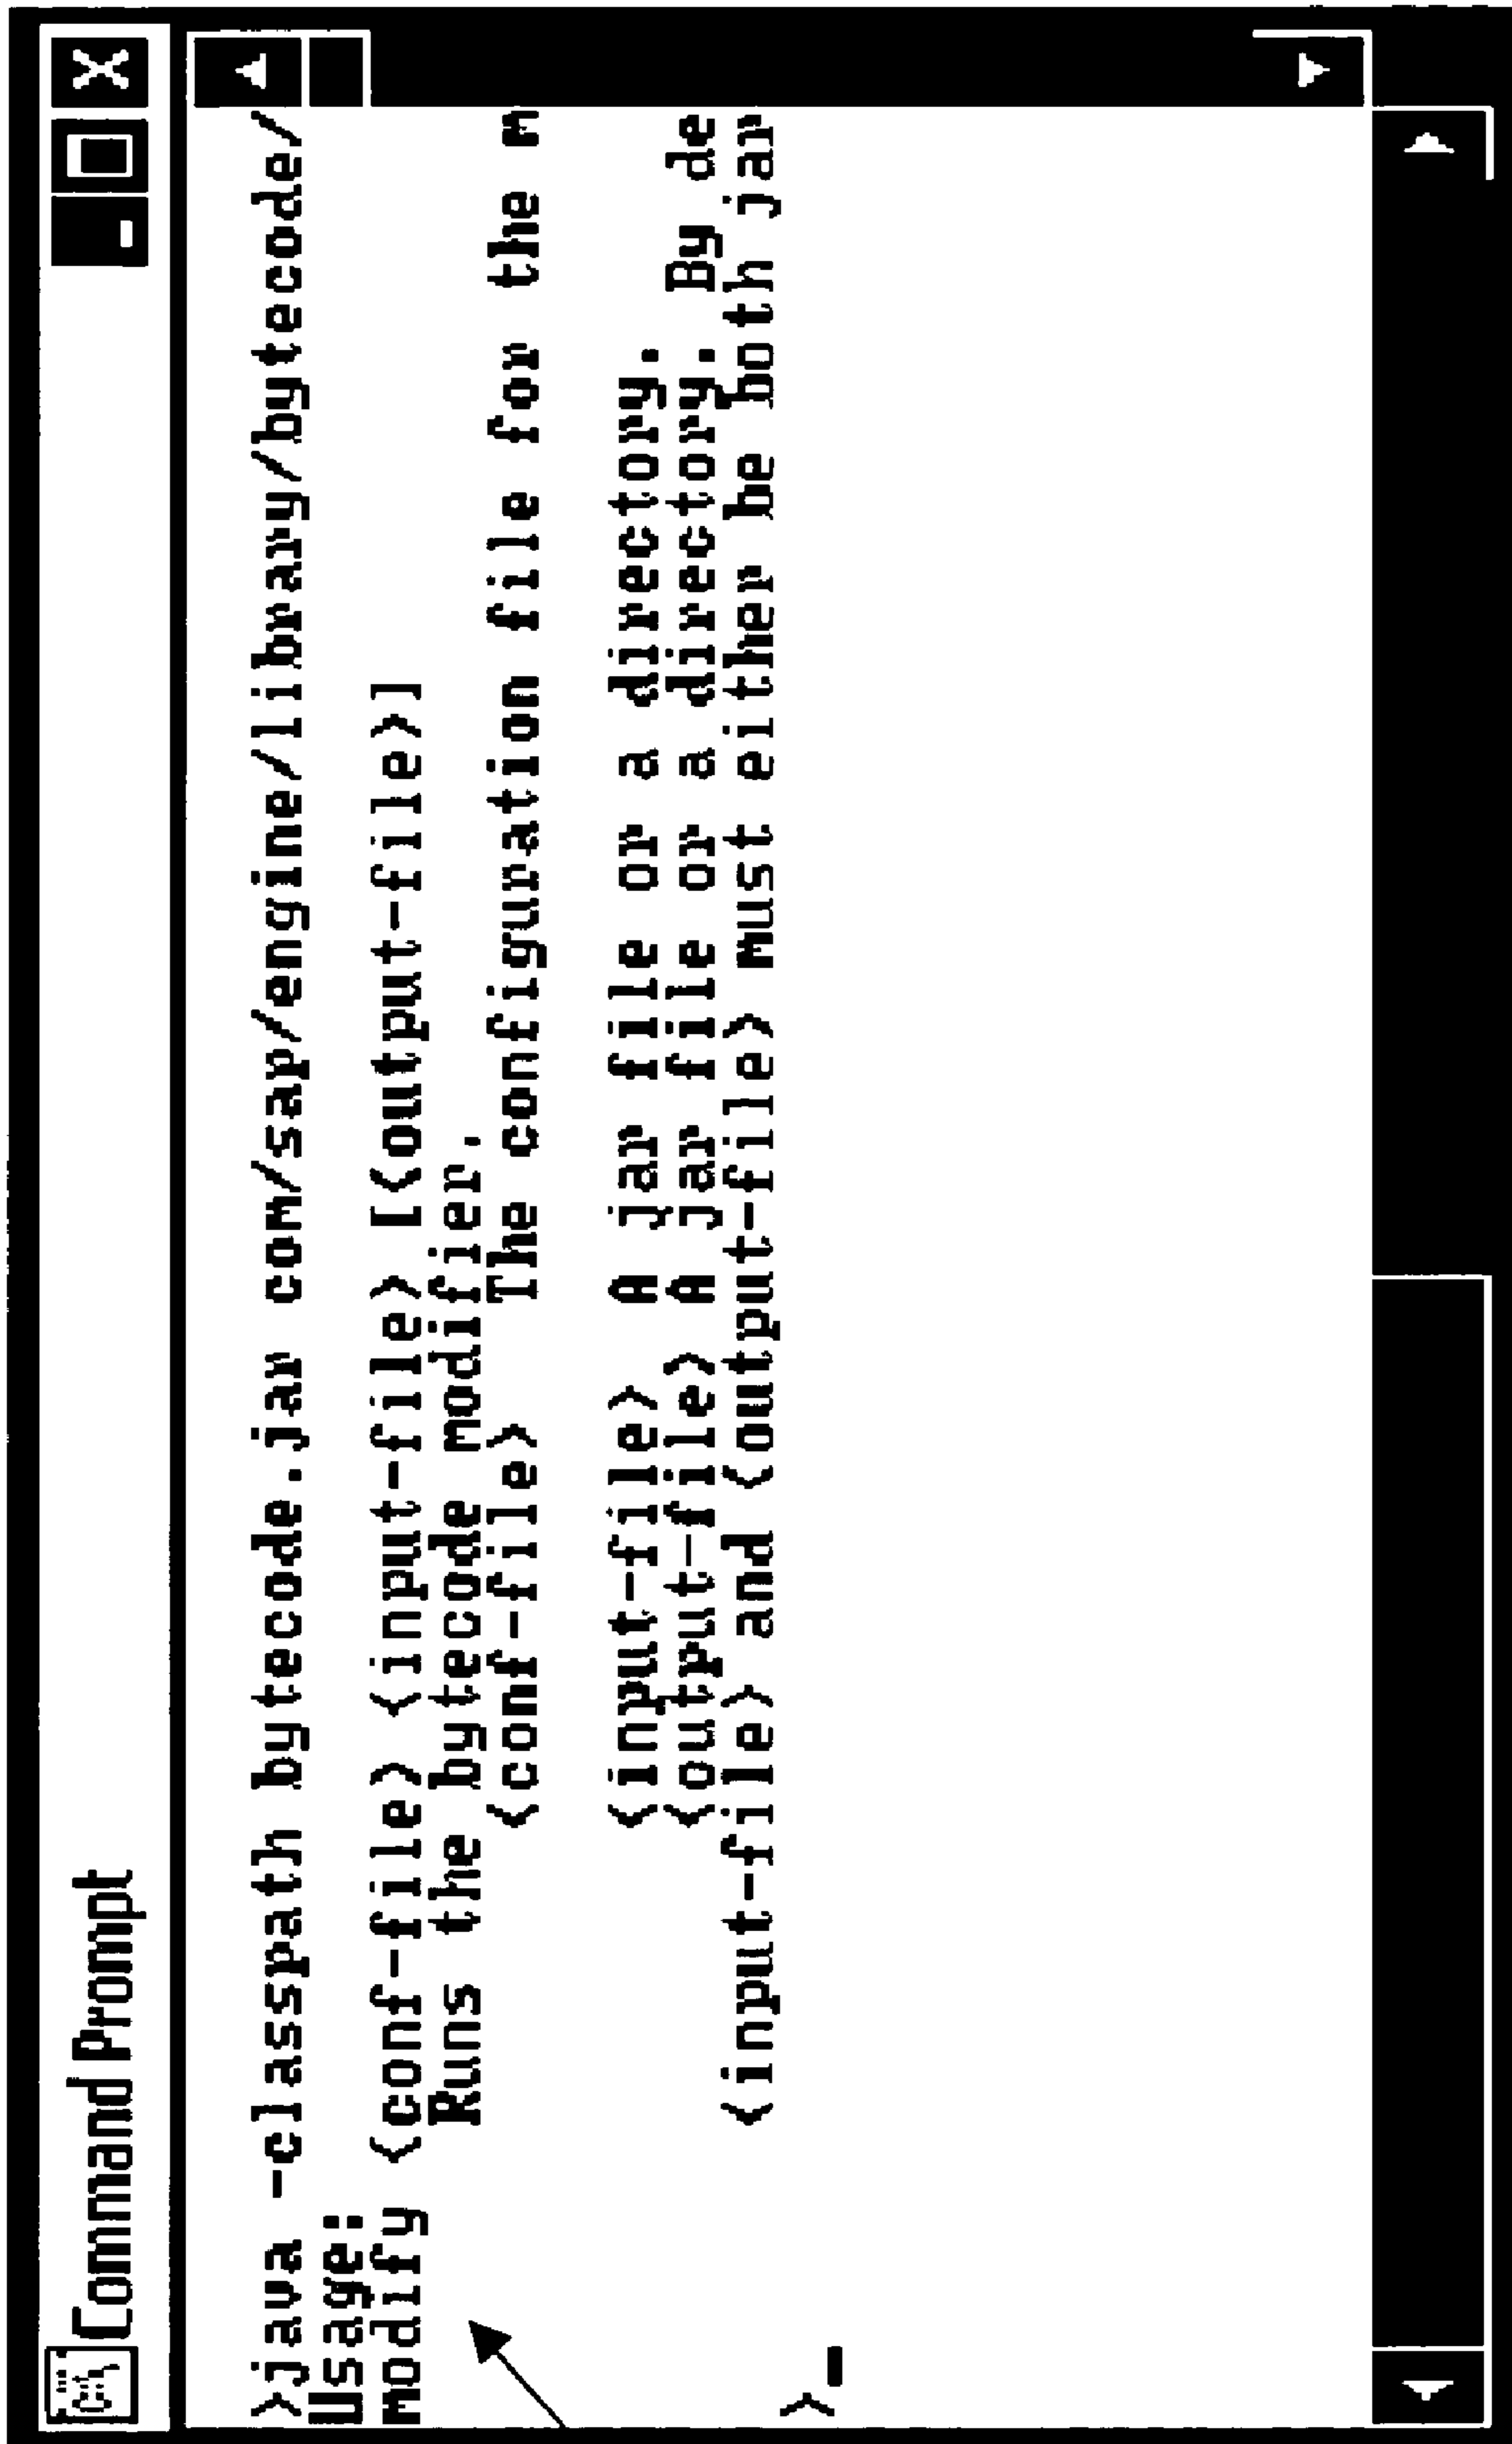 Command Prompt
>java -classpath bytecode.jar com/sap/engine/library/bytecode/
Usage:
Modify <conf-file> <input-file> [<output-file>]
Runs the bytecode modifier.
<conf-file> The configuration file for the m
<input-file> A jar file or a directory.
<output-file> A jar file or a directory. By de
<input-file> and <output-file> must either be both jar
>_